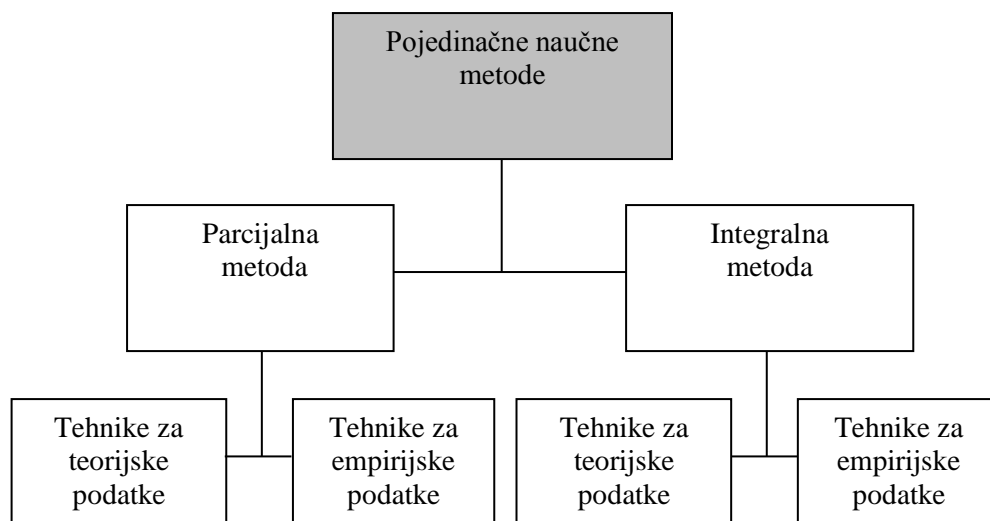 Pojedinačne naučne
metode
Parcijalna
metoda
Integralna
metoda
Tehnike za
teorijske
podatke
Tehnike za
empirijske
podatke
Tehnike za
teorijske
podatke
Tehnike za
empirijske
podatke